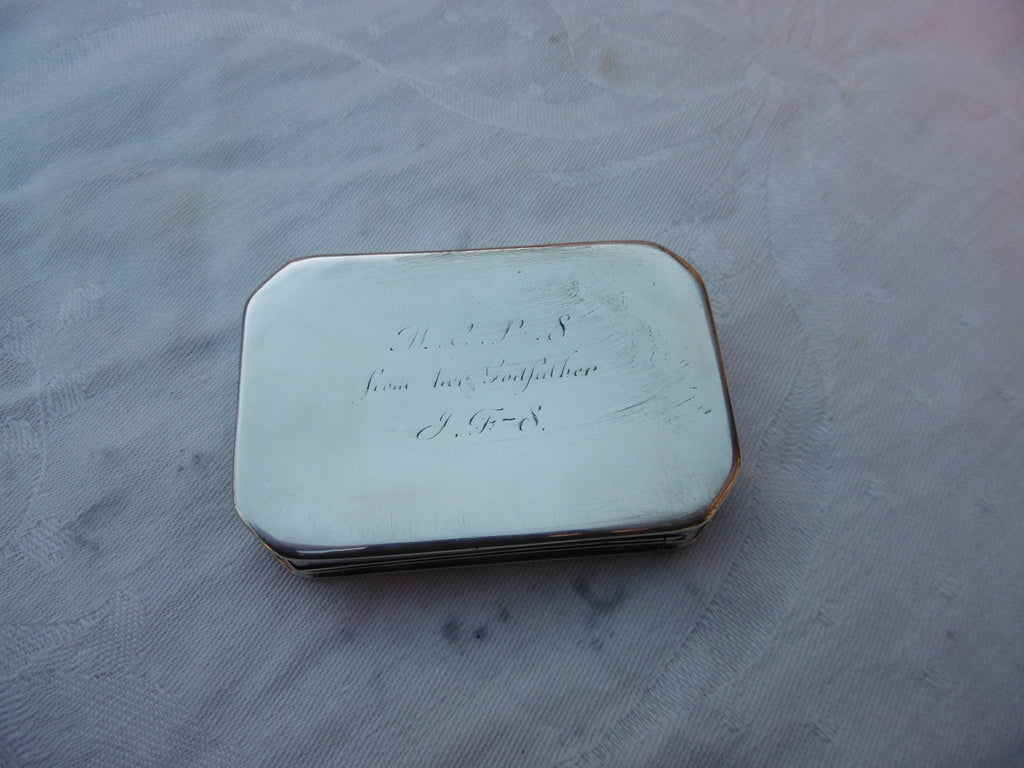 M. C. P. S
from her Godfather
J. F-S.